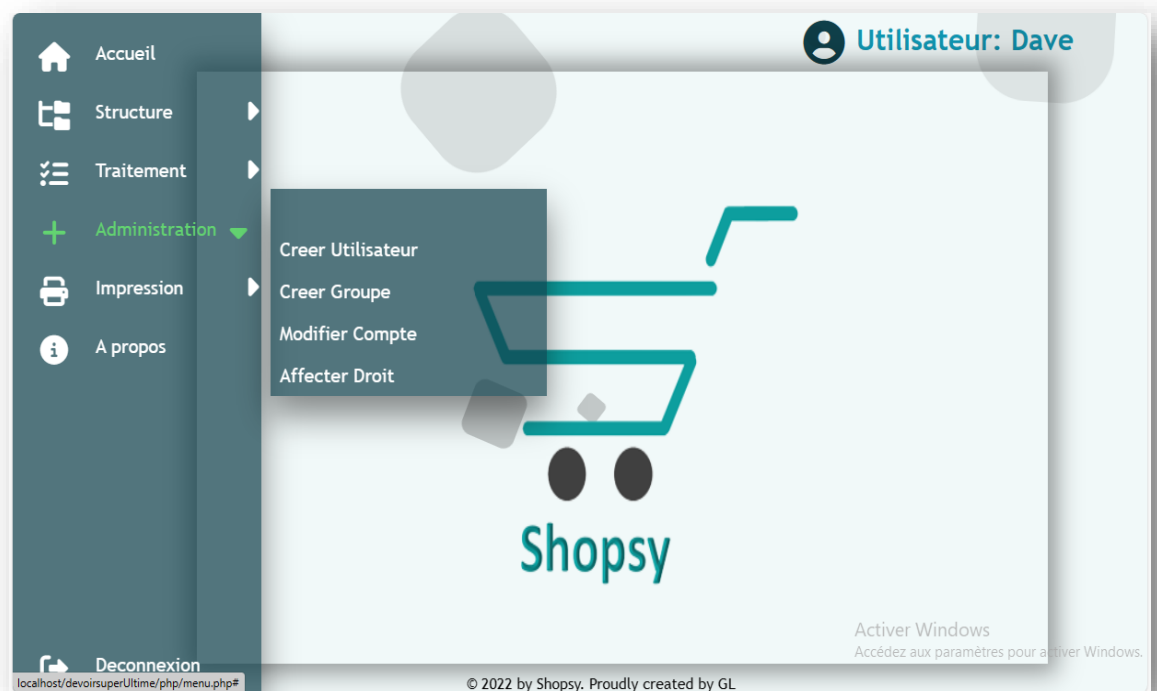 Accueil
Utilisateur: Dave
Structure
Traitement
Administration
Creer Utilisateur
Creer Groupe
Impression
Modifier Compte
A propos
Affecter Droit
Shopsy
Activer Windows
Accédez aux paramètres pour activer Windows.
Deconnexion
localhost/devoirsuperUltime/php/menu.php#
© 2022 by Shopsy. Proudly created by GL